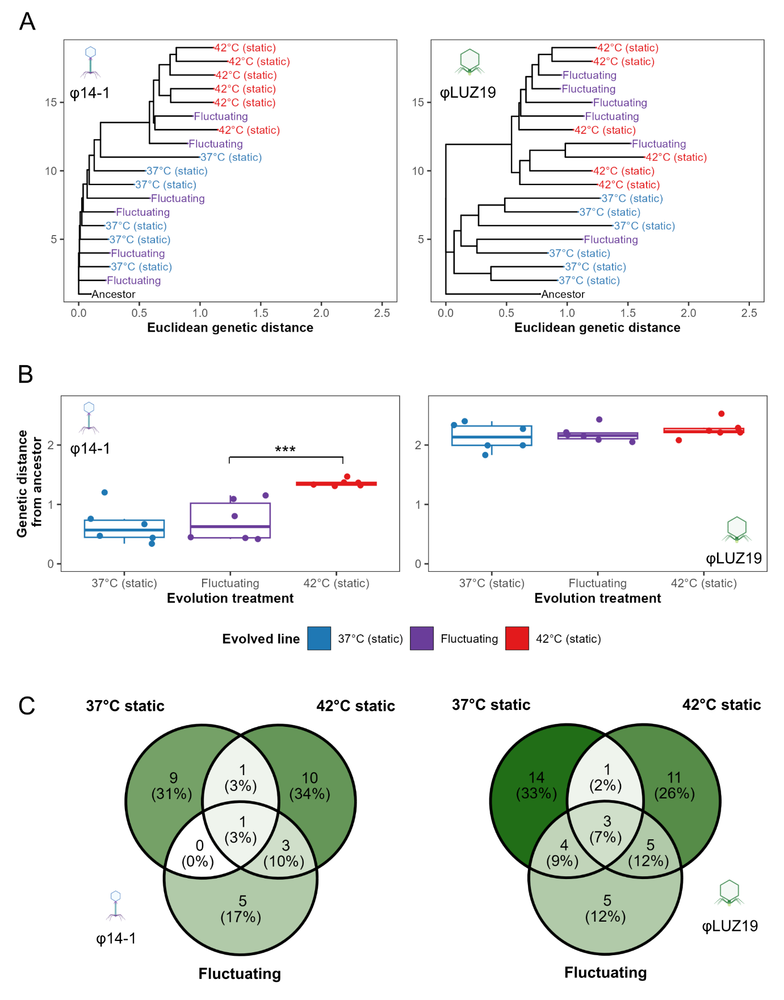 A
φ14-1
42°C (static)
42°C (static)
42°C (static)
42°C (static)
42°C (static)
Fluctuating
42°C (static)
Fluctuating
37°C (static)
37°C (static)
37°C (static)
Fluctuating
Fluctuating
37°C (static)
37°C (static)
Fluctuating
37°C (static)
Fluctuating
Ancestor
15
10
5
0.0 0.5 1.0 1.5 2.0 2.5
Euclidean genetic distance
φLUZ19
42°C (static)
42°C (static)
Fluctuating
Fluctuating
Fluctuating
Fluctuating
42°C (static)
Fluctuating
42°C (static)
42°C (static)
42°C (static)
37°C (static)
37°C (static)
37°C (static)
Fluctuating
37°C (static)
37°C (static)
37°C (static)
Ancestor
15
10
5
0.0 0.5 1.0 1.5 2.0 2.5
Euclidean genetic distance
B
Genetic distance
from ancestor
φ14-1
***
2
1
0
37°C (static) Fluctuating 42°C (static)
Evolution treatment
2
1
0
φLUZ19
37°C (static) Fluctuating 42°C (static)
Evolution treatment
Evolved line 37°C (static) Fluctuating 42°C (static)
C
37°C static 42°C static
9
(31%)
1
(3%)
10
(34%)
1
(3%)
0
(0%)
3
(10%)
5
(17%)
φ14-1
Fluctuating
37°C static 42°C static
14
(33%)
1
(2%)
11
(26%)
3
(7%)
4
(9%)
5
(12%)
5
(12%)
φLUZ19
Fluctuating